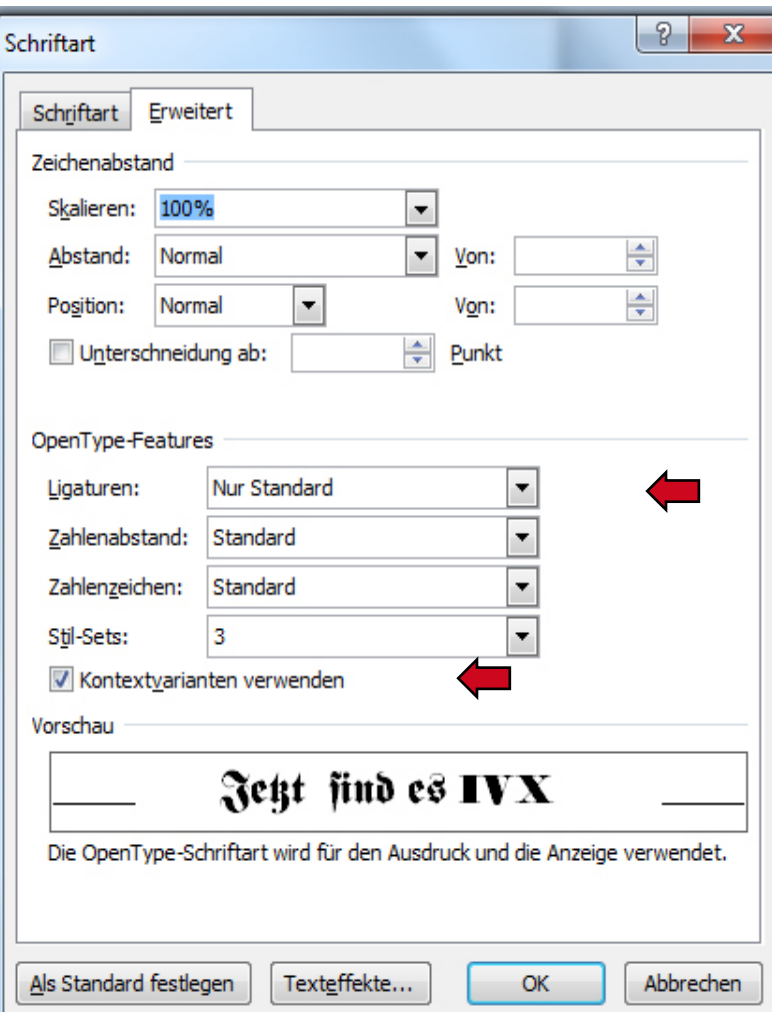 Schriftart
Schriftart Erweitert
Zeichenabstand
Skalieren: 100%
Abstand: Normal Von:
Position: Normal Von:
Unterschneidung ab: Punkt
OpenType-Features
Ligaturen: Nur Standard
Zahlenabstand: Standard
Zahlenzeichen: Standard
Stil-Sets: 3
Kontextvarianten verwenden
Vorschau
Jetzt ſind es IVX
Die OpenType-Schriftart wird für den Ausdruck und die Anzeige verwendet.
Als Standard festlegen Texteffekte... OK Abbrechen